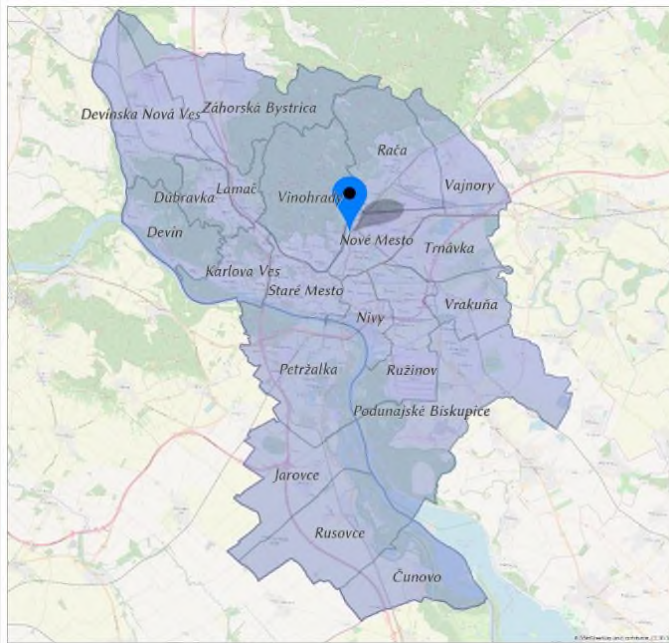 Záhorská Bystrica
Devínska Nová Ves
Rača
Lamač
Vajnory
Dúbravka
Vinohrady
Devín
Nové Mesto
Trnávka
Karlova Ves
Staré Mesto
Vrakuňa
Nivy
Petržalka
Ružinov
Podunajské Biskupice
Jarovce
Rusovce
Čunovo